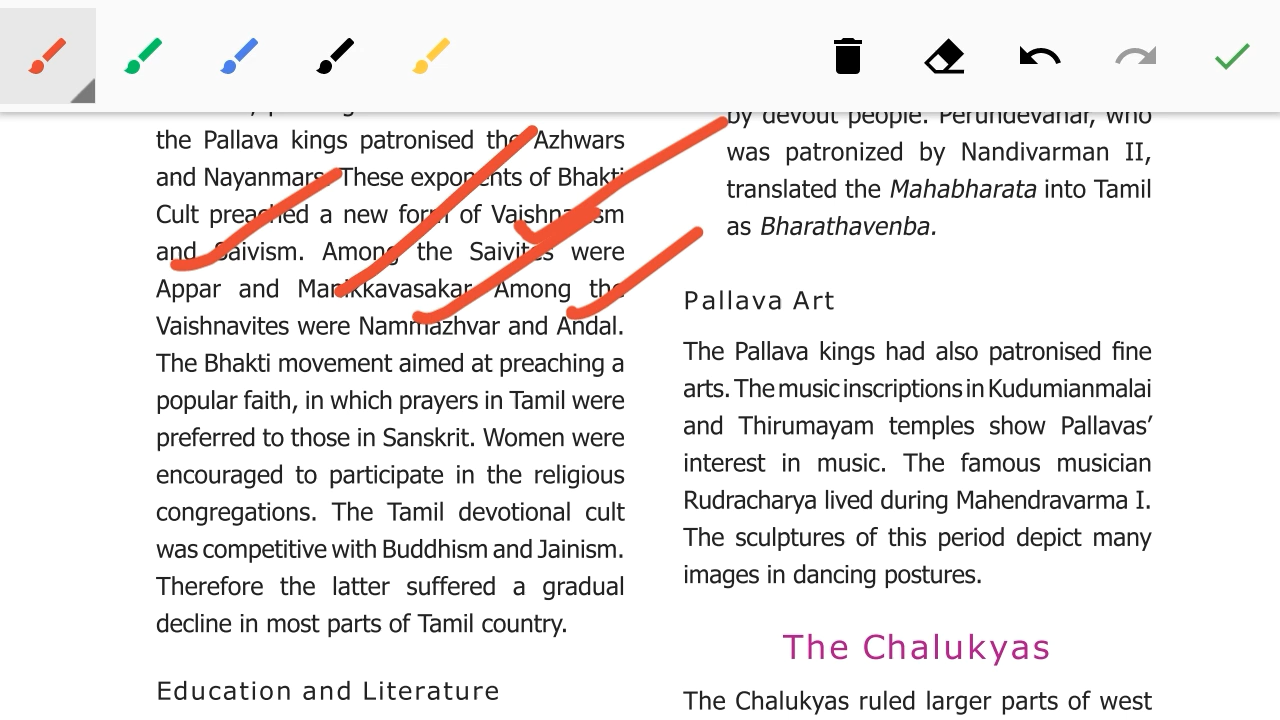 the Pallava kings patronised the Azhwars
and Nayanmars. These exponents of Bhakti
Cult preached a new form of Vaishnavism
and Saivism. Among the Saivites were
Appar and Manikkavasakar. Among the
Vaishnavites were Nammazhvar and Andal.
The Bhakti movement aimed at preaching a
popular faith, in which prayers in Tamil were
preferred to those in Sanskrit. Women were
encouraged to participate in the religious
congregations. The Tamil devotional cult
was competitive with Buddhism and Jainism.
Therefore the latter suffered a gradual
decline in most parts of Tamil country.
Education and Literature
by devout people. Perundevanar, who
was patronized by Nandivarman II,
translated the Mahabharata into Tamil
as Bharathavenba.
Pallava Art
The Pallava kings had also patronised fine
arts. The music inscriptions in Kudumianmalai
and Thirumayam temples show Pallavas’
interest in music. The famous musician
Rudracharya lived during Mahendravarma I.
The sculptures of this period depict many
images in dancing postures.
The Chalukyas
The Chalukyas ruled larger parts of west